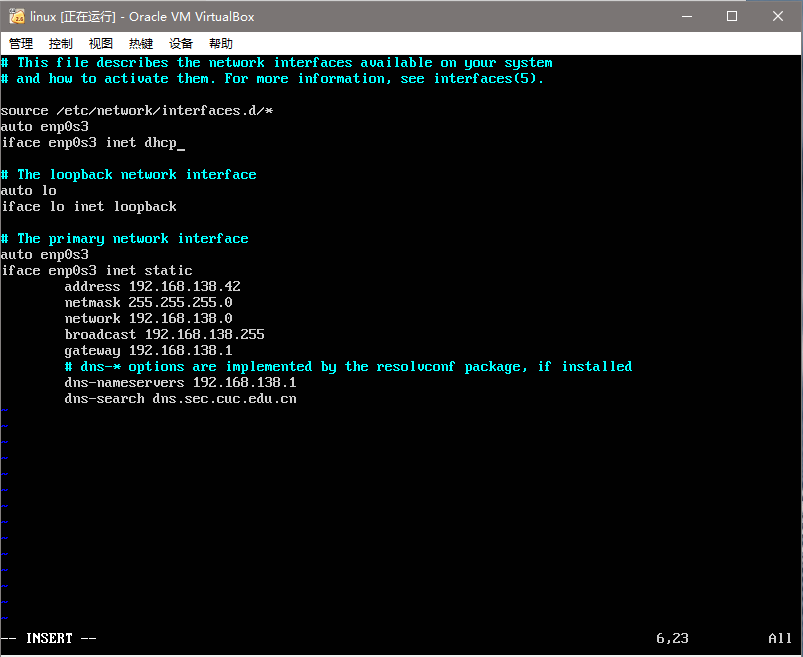 linux [正在运行] - Oracle VM VirtualBox
管理 控制 视图 热键 设备 帮助
# This file describes the network interfaces available on your system
# and how to activate them. For more information, see interfaces(5).
source /etc/network/interfaces.d/*
auto enp0s3
iface enp0s3 inet dhcp_
# The loopback network interface
auto lo
iface lo inet loopback
# The primary network interface
auto enp0s3
iface enp0s3 inet static
address 192.168.138.42
netmask 255.255.255.0
network 192.168.138.0
broadcast 192.168.138.255
gateway 192.168.138.1
# dns-* options are implemented by the resolvconf package, if installed
dns-nameservers 192.168.138.1
dns-search dns.sec.cuc.edu.cn
~
~
~
~
~
~
~
~
~
~
~
~
~
~
-- INSERT -- 6,23 All